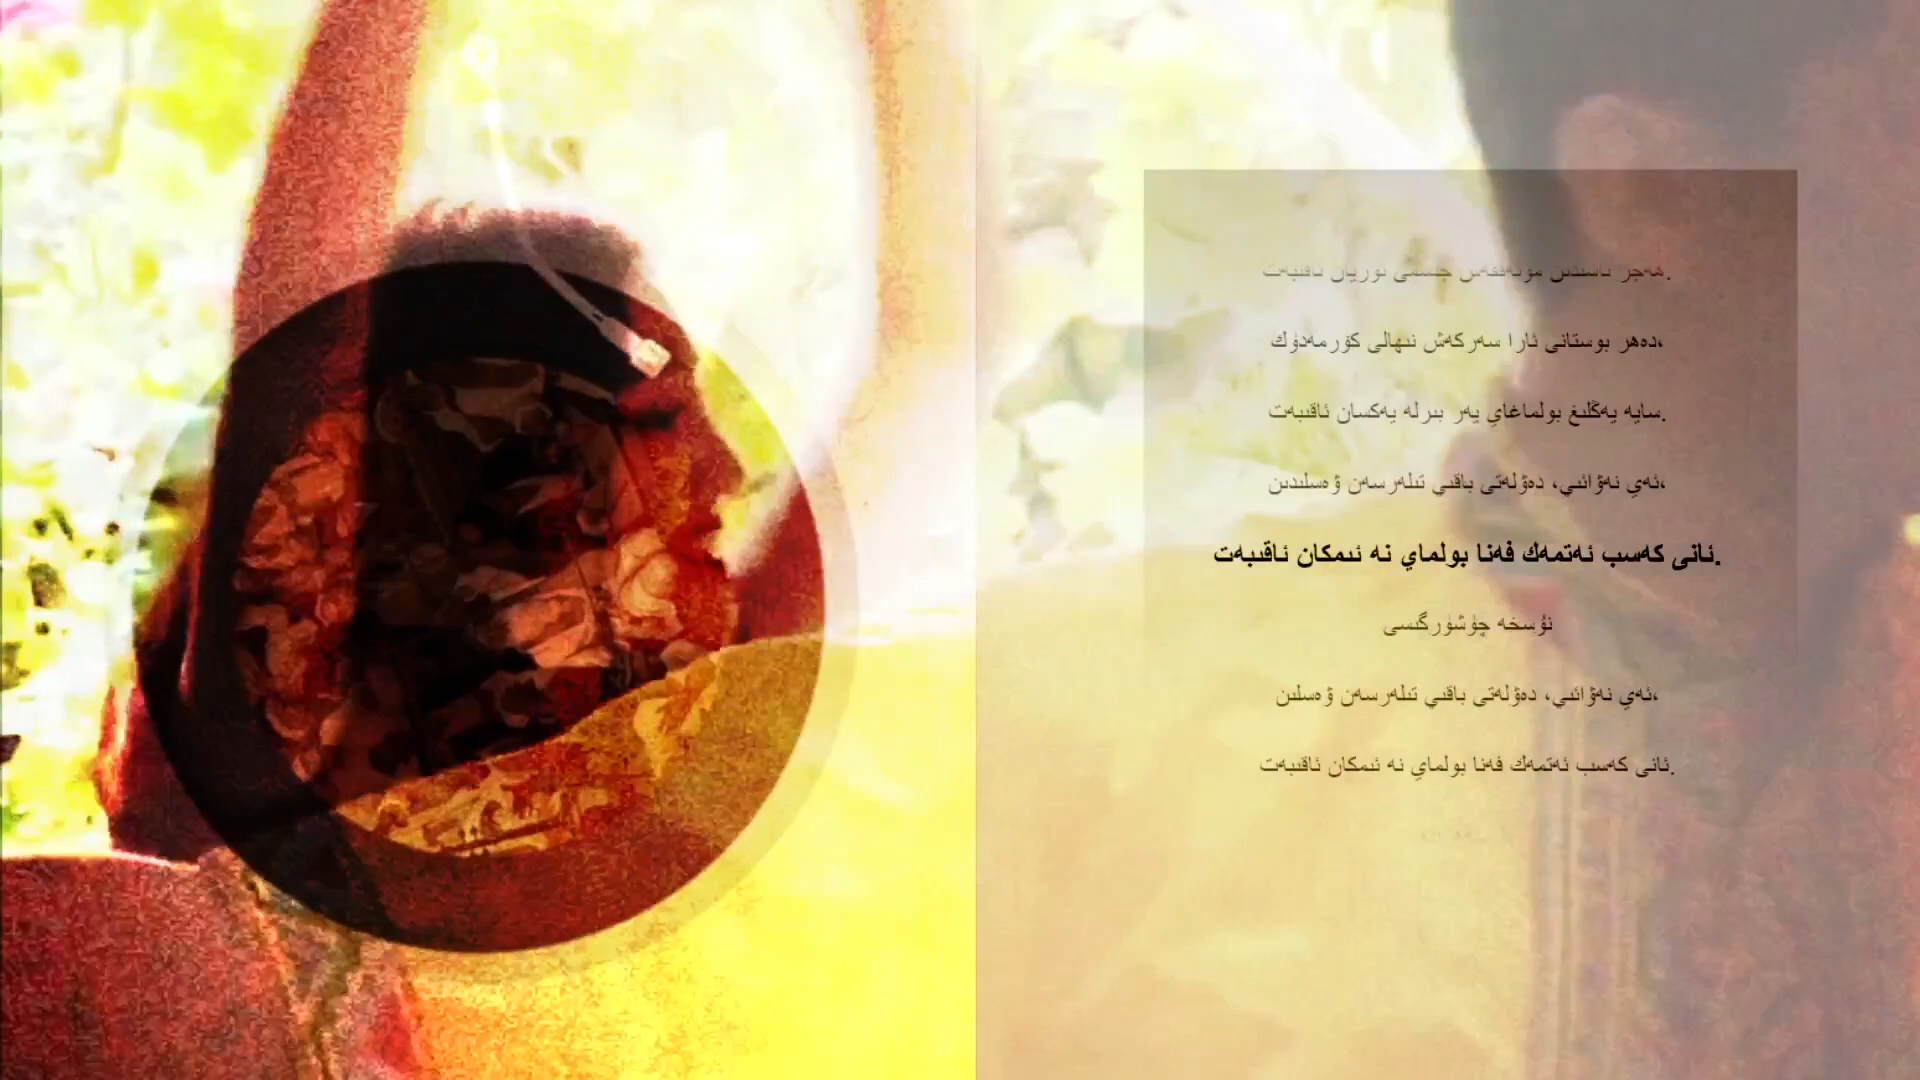 دەھر بوستانى ئارا سەركەش نىھالى كۆرمەدۈك،
سايە يەڭلىغ بولماغاي يەر بىرلە يەكسان ئاقىبەت.
ئەي نەۋائىي، دەۋلەتى باقىي تىلەرسەن ۋەسلىدىن،
ئانى كەسب ئەتمەك فەنا بولماي نە ئىمكان ئاقىبەت.
نۇسخە چۈشۈرگىسى
ئەي نەۋائىي، دەۋلەتى باقىي تىلەرسەن ۋەسلىن،
ئانى كەسب ئەتمەك فەنا بولماي نە ئىمكان ئاقىبەت.